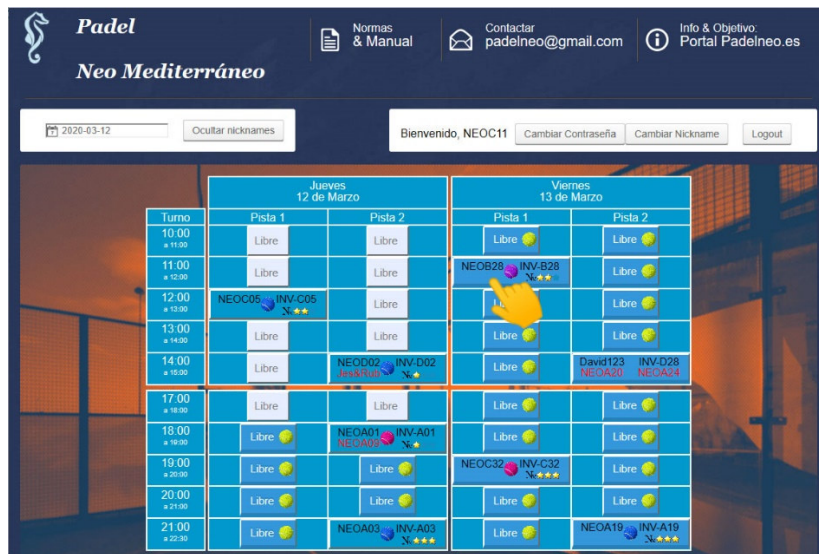 Padel
Neo Mediterráneo
Normas
& Manual
Contactar
padelneo@gmail.com
Info & Objetivo:
Portal Padelneo.es
2020-03-12
Ocultar nicknames
Bienvenido, NEOC11
Cambiar Contraseña
Cambiar Nickname
Logout
Jueves
12 de Marzo
Viernes
13 de Marzo
Turno Pista 1 Pista 2 Pista 1 Pista 2
10:00 Libre Libre Libre Libre
a 11:00
11:00 Libre Libre NEOB28 INV-B28 Libre
a 12:00 Ne
12:00 NEOC05 INV-C05 Libre Libre
a 13:00 Ne
13:00 Libre Libre Libre Libre
a 14:00
14:00 Libre NEOD02 INV-D02 Libre David123 INV-D28
a 15:00 Ne NEOA20 NEOA24
17:00 Libre Libre Libre Libre
a 18:00
18:00 Libre NEOA01 INV-A01 Libre Libre
a 19:00 NEOA09 Ne
19:00 Libre Libre NEOC32 INV-C32 Libre
a 20:00 Ne
20:00 Libre Libre Libre Libre
a 21:00
21:00 Libre NEOA03 INV-A03 Libre NEOA19 INV-A19
a 22:30 Ne Ne